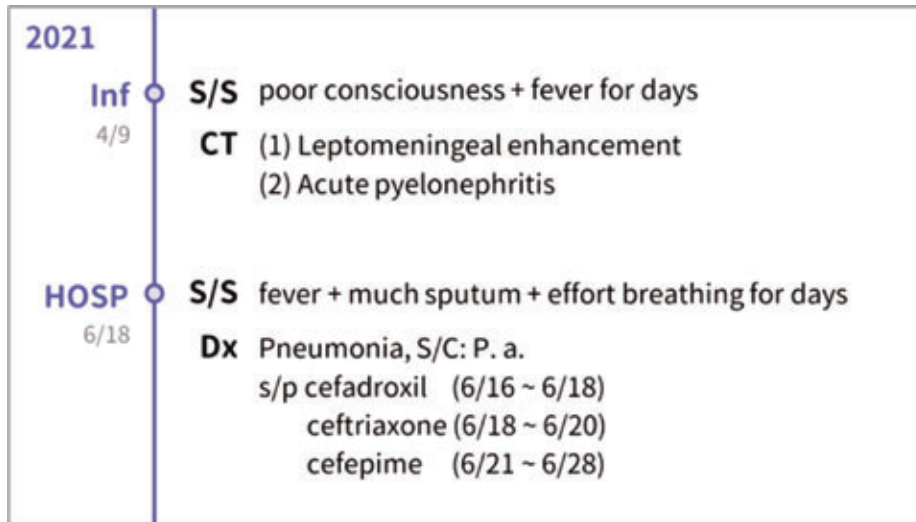 2021
Inf S/S poor consciousness + fever for days
4/9 CT (1) Leptomeningeal enhancement
(2) Acute pyelonephritis
HOSP S/S fever + much sputum + effort breathing for days
6/18 Dx Pneumonia, S/C: P. a.
s/p cefadroxil (6/16 ~ 6/18)
ceftriaxone (6/18 ~ 6/20)
cefepime (6/21 ~ 6/28)